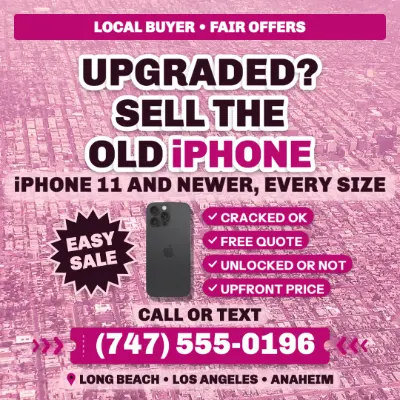 LOCAL BUYER • FAIR OFFERS
UPGRADED?
SELL THE
OLD iPHONE
iPHONE 11 AND NEWER, EVERY SIZE
EASY
SALE
CRACKED OK
FREE QUOTE
UNLOCKED OR NOT
UPFRONT PRICE
CALL OR TEXT
(747) 555-0196
LONG BEACH • LOS ANGELES • ANAHEIM